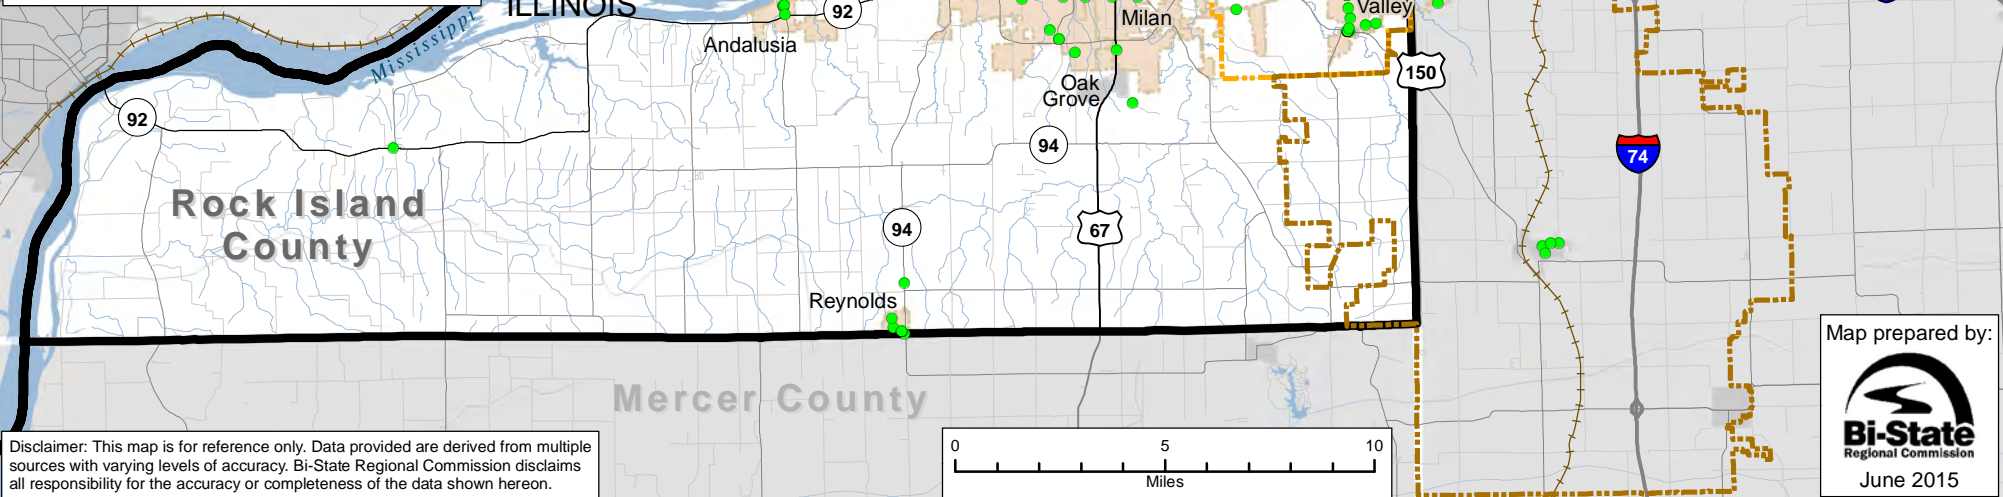 ILLINOIS
92
Mississippi
Andalusia
Milan
Valley
150
Oak
Grove
92
94
74
Rock Island
County
94
67
Reynolds
Mercer County
Map prepared by:
Bi-State
Regional Commission
June 2015
Disclaimer: This map is for reference only. Data provided are derived from multiple
sources with varying levels of accuracy. Bi-State Regional Commission disclaims
all responsibility for the accuracy or completeness of the data shown hereon.
0 5 10
Miles